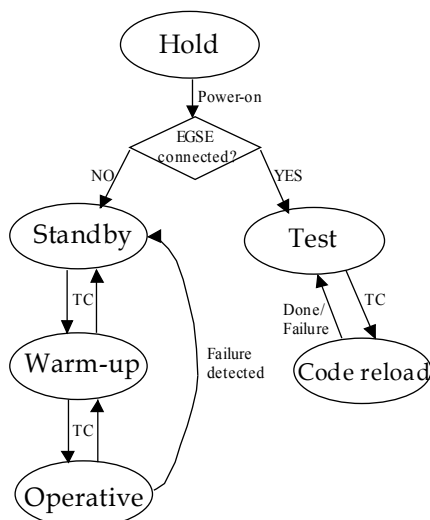 Hold
Power-on
EGSE
connected?
NO
YES
Standby
Test
TC
Done/
Failure
TC
Warm-up
Failure
detected
Code reload
TC
Operative